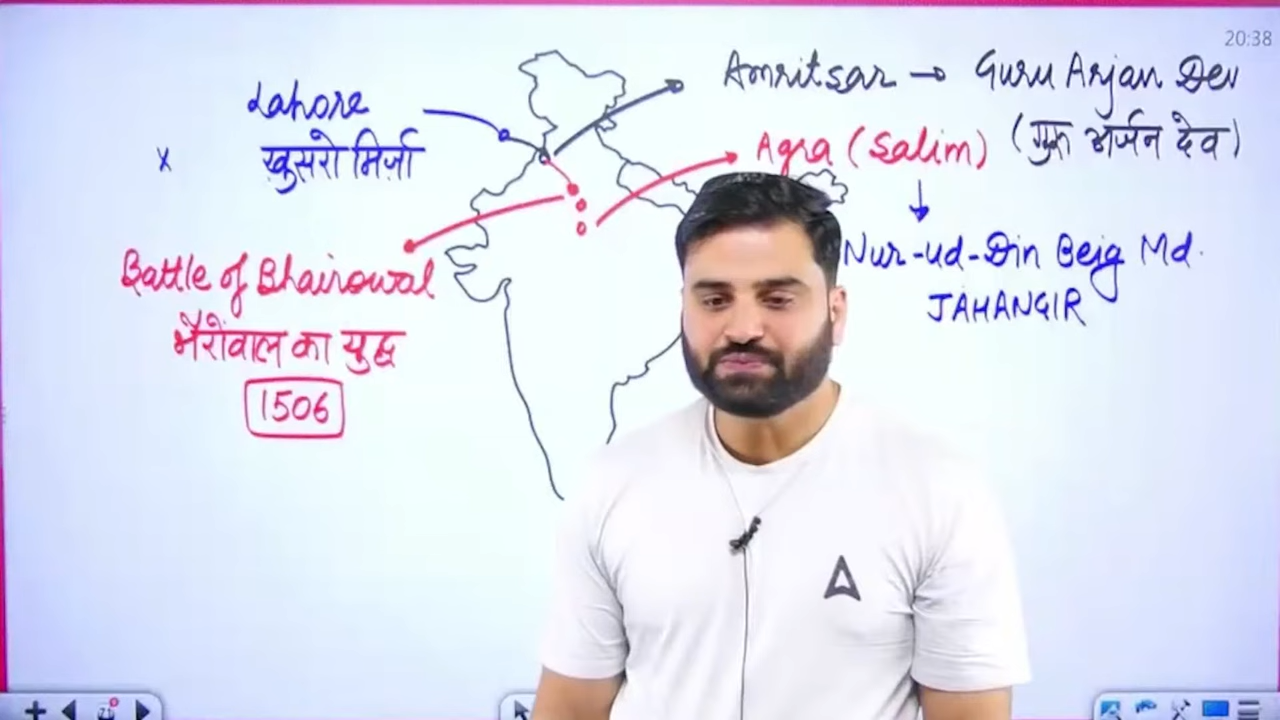 20:38
Lahore
x ख़ुसरो मिर्ज़ा
Amritsar → Guru Arjan Dev
(गुरू अर्जन देव)
Agra (Salim)
↓
Nur-ud-Din Beig Md.
JAHANGIR
Battle of Bhairowal
भैरोंवाल का युद्ध
1506